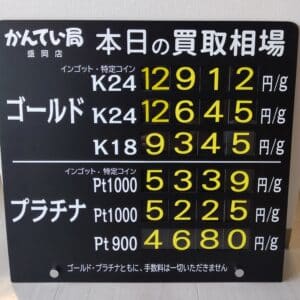 かんてい局 本日の買取相場
盛岡店
インゴット・特定コイン
K24 12912 円/g
ゴールド K24 12645 円/g
K18 9345 円/g
インゴット・特定コイン
Pt1000 5339 円/g
プラチナ Pt1000 5225 円/g
Pt900 4680 円/g
ゴールド・プラチナともに、手数料は一切いただきません